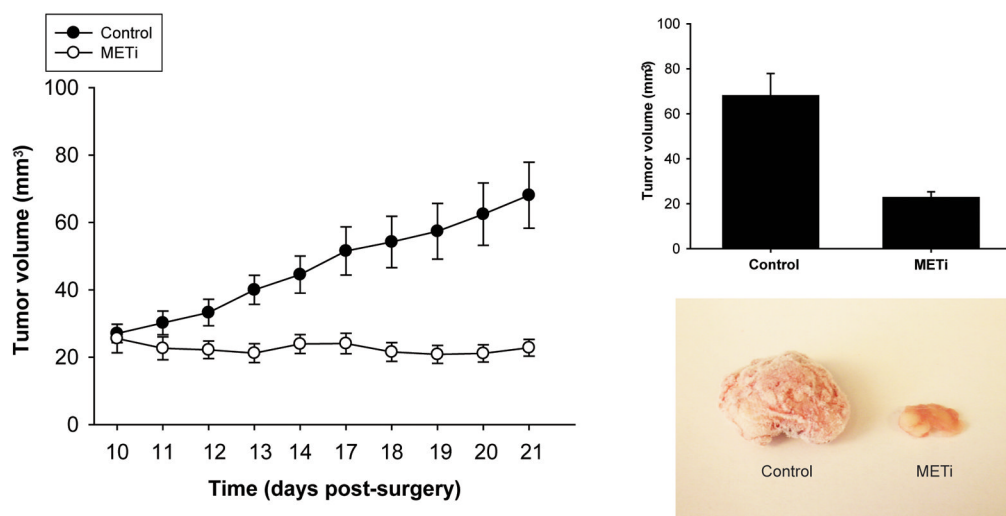 Control
METi
Tumor volume (mm³)
100
80
60
40
20
0
10 11 12 13 14 17 18 19 20 21
Time (days post-surgery)
Tumor volume (mm³)
100
80
60
40
20
0
Control METi
Control METi